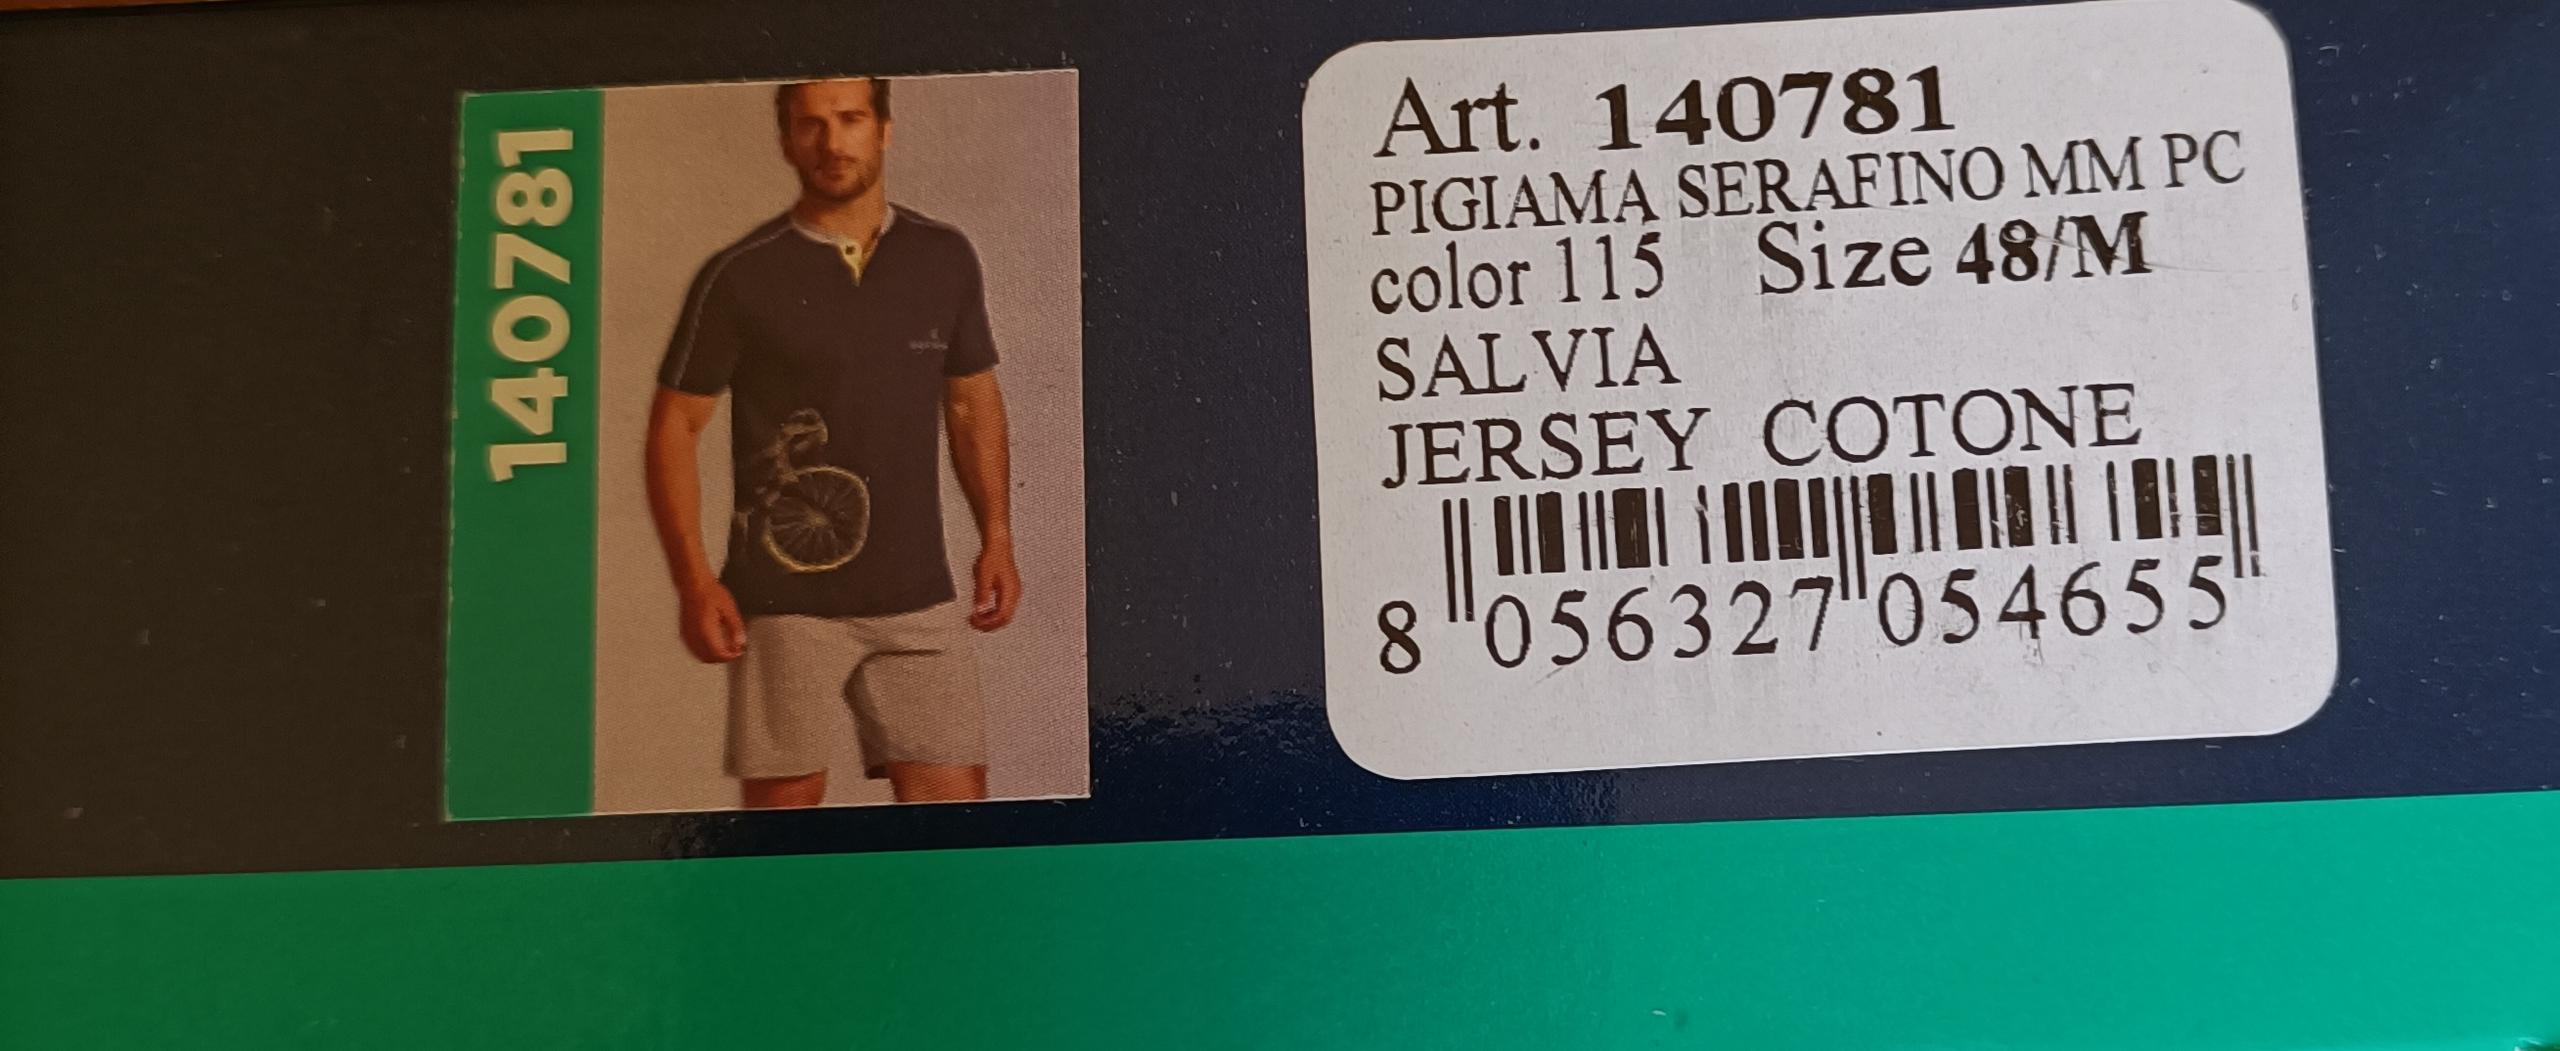 140781
Art. 140781
PIGIAMA SERAFINO MM PC
color 115 Size 48/M
SALVIA
JERSEY COTONE
8 056327 054655